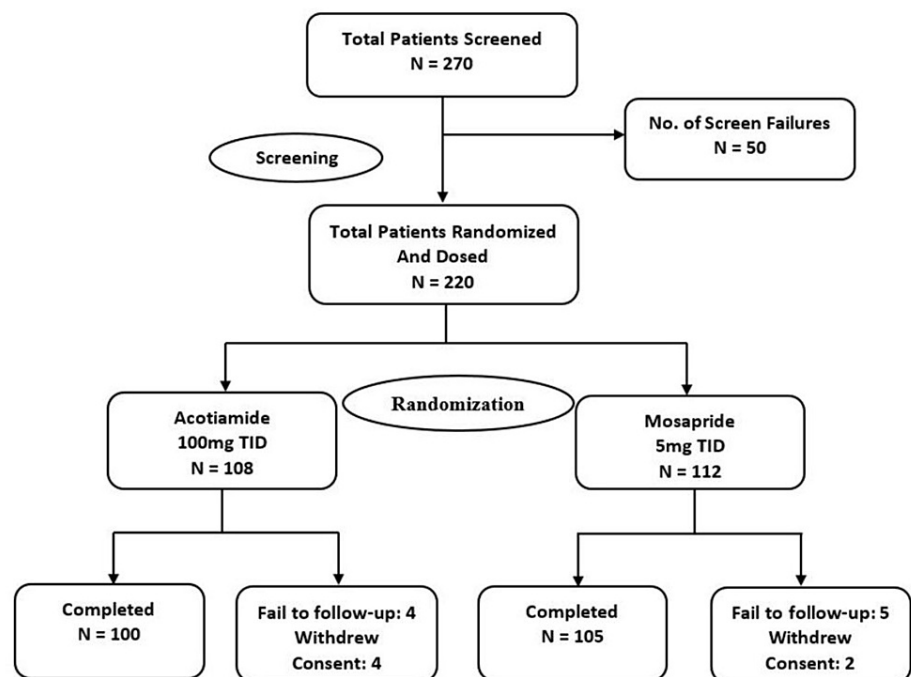 Total Patients Screened
N = 270
No. of Screen Failures
N = 50
Screening
Total Patients Randomized
And Dosed
N = 220
Randomization
Acotiamide
100mg TID
N = 108
Mosapride
5mg TID
N = 112
Completed
N = 100
Fail to follow-up: 4
Withdrew
Consent: 4
Completed
N = 105
Fail to follow-up: 5
Withdrew
Consent: 2